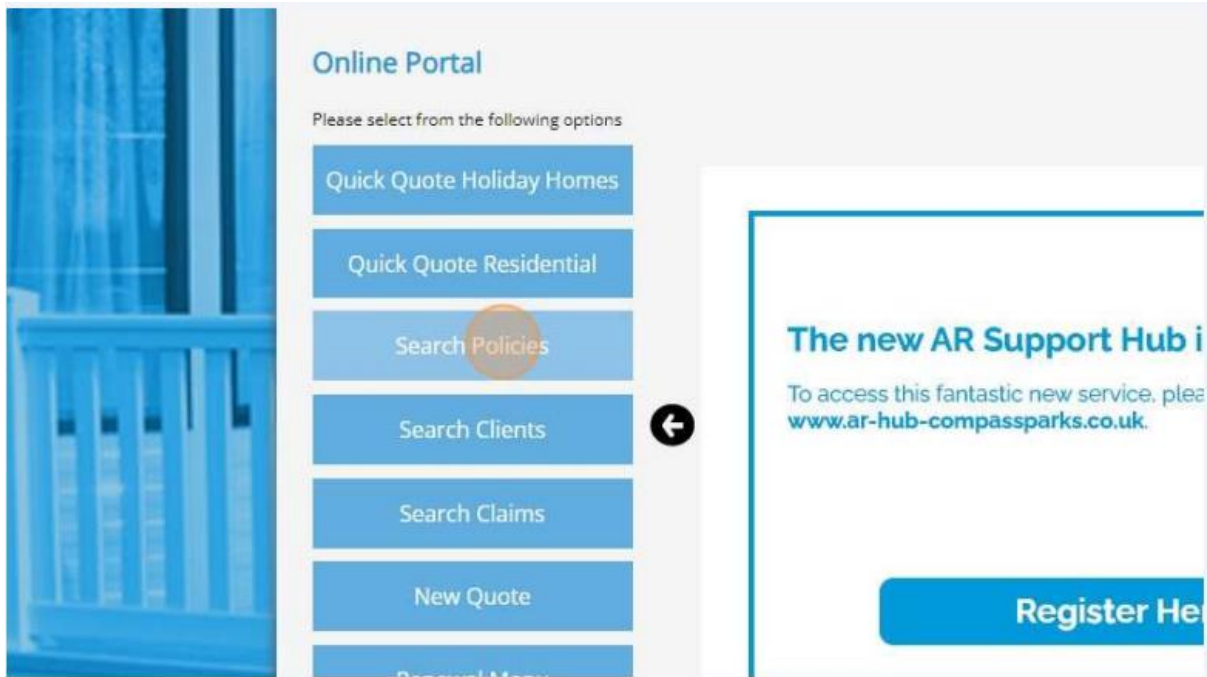 Online Portal
Please select from the following options
Quick Quote Holiday Homes
Quick Quote Residential
Search Policies
Search Clients
Search Claims
New Quote
Renewal Menu
The new AR Support Hub i
To access this fantastic new service, plea
www.ar-hub-compassparks.co.uk.
Register He